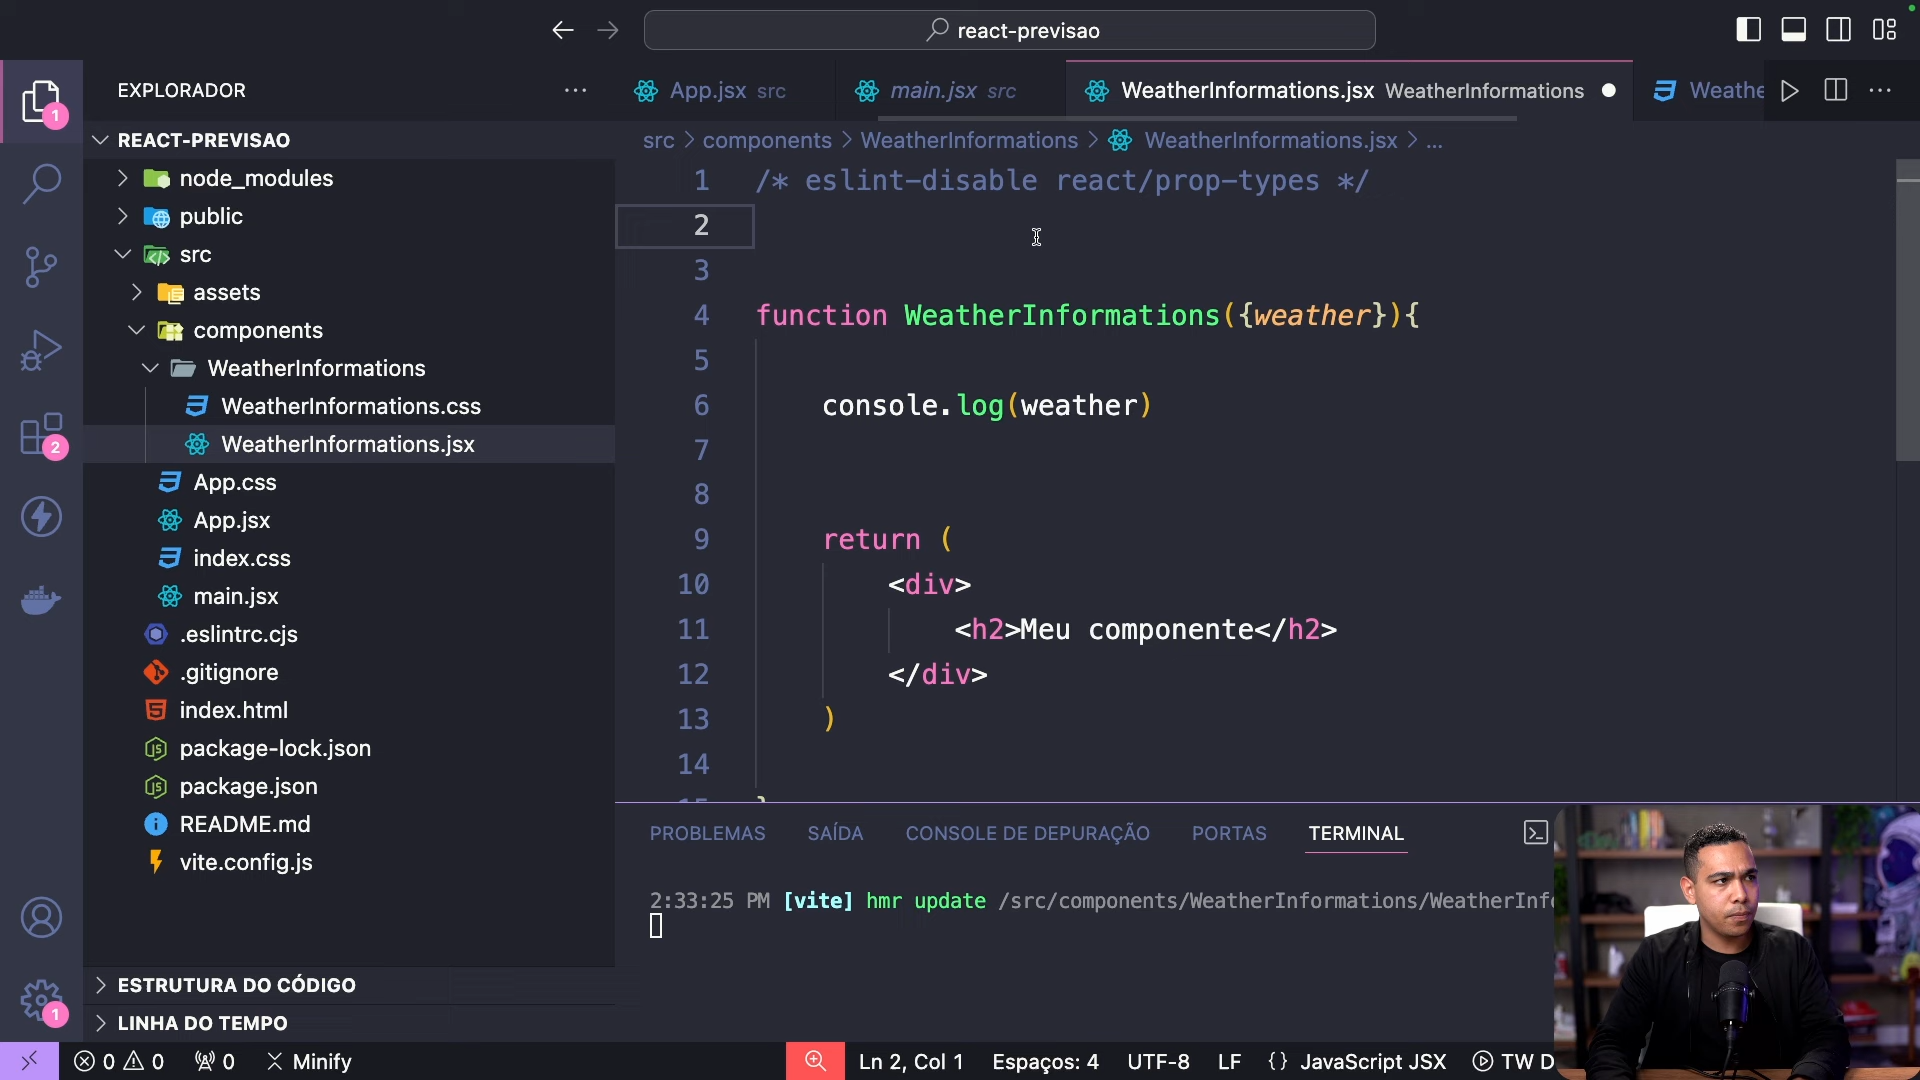 react-previsao
EXPLORADOR
App.jsx src
main.jsx src
WeatherInformations.jsx WeatherInformations
Weathe
REACT-PREVISAO
node_modules
public
src
assets
components
WeatherInformations
WeatherInformations.css
WeatherInformations.jsx
App.css
App.jsx
index.css
main.jsx
.eslintrc.cjs
.gitignore
index.html
package-lock.json
package.json
README.md
vite.config.js
ESTRUTURA DO CÓDIGO
LINHA DO TEMPO
1
2
1
src > components > WeatherInformations > WeatherInformations.jsx > ...
1 /* eslint-disable react/prop-types */
2
3
4 function WeatherInformations({weather}){
5
6 console.log(weather)
7
8
9 return (
10 <div>
11 <h2>Meu componente</h2>
12 </div>
13 )
14
15 }
PROBLEMAS SAÍDA CONSOLE DE DEPURAÇÃO PORTAS TERMINAL
2:33:25 PM [vite] hmr update /src/components/WeatherInformations/WeatherInfo
0 0 0 Minify
Ln 2, Col 1 Espaços: 4 UTF-8 LF {} JavaScript JSX TW D